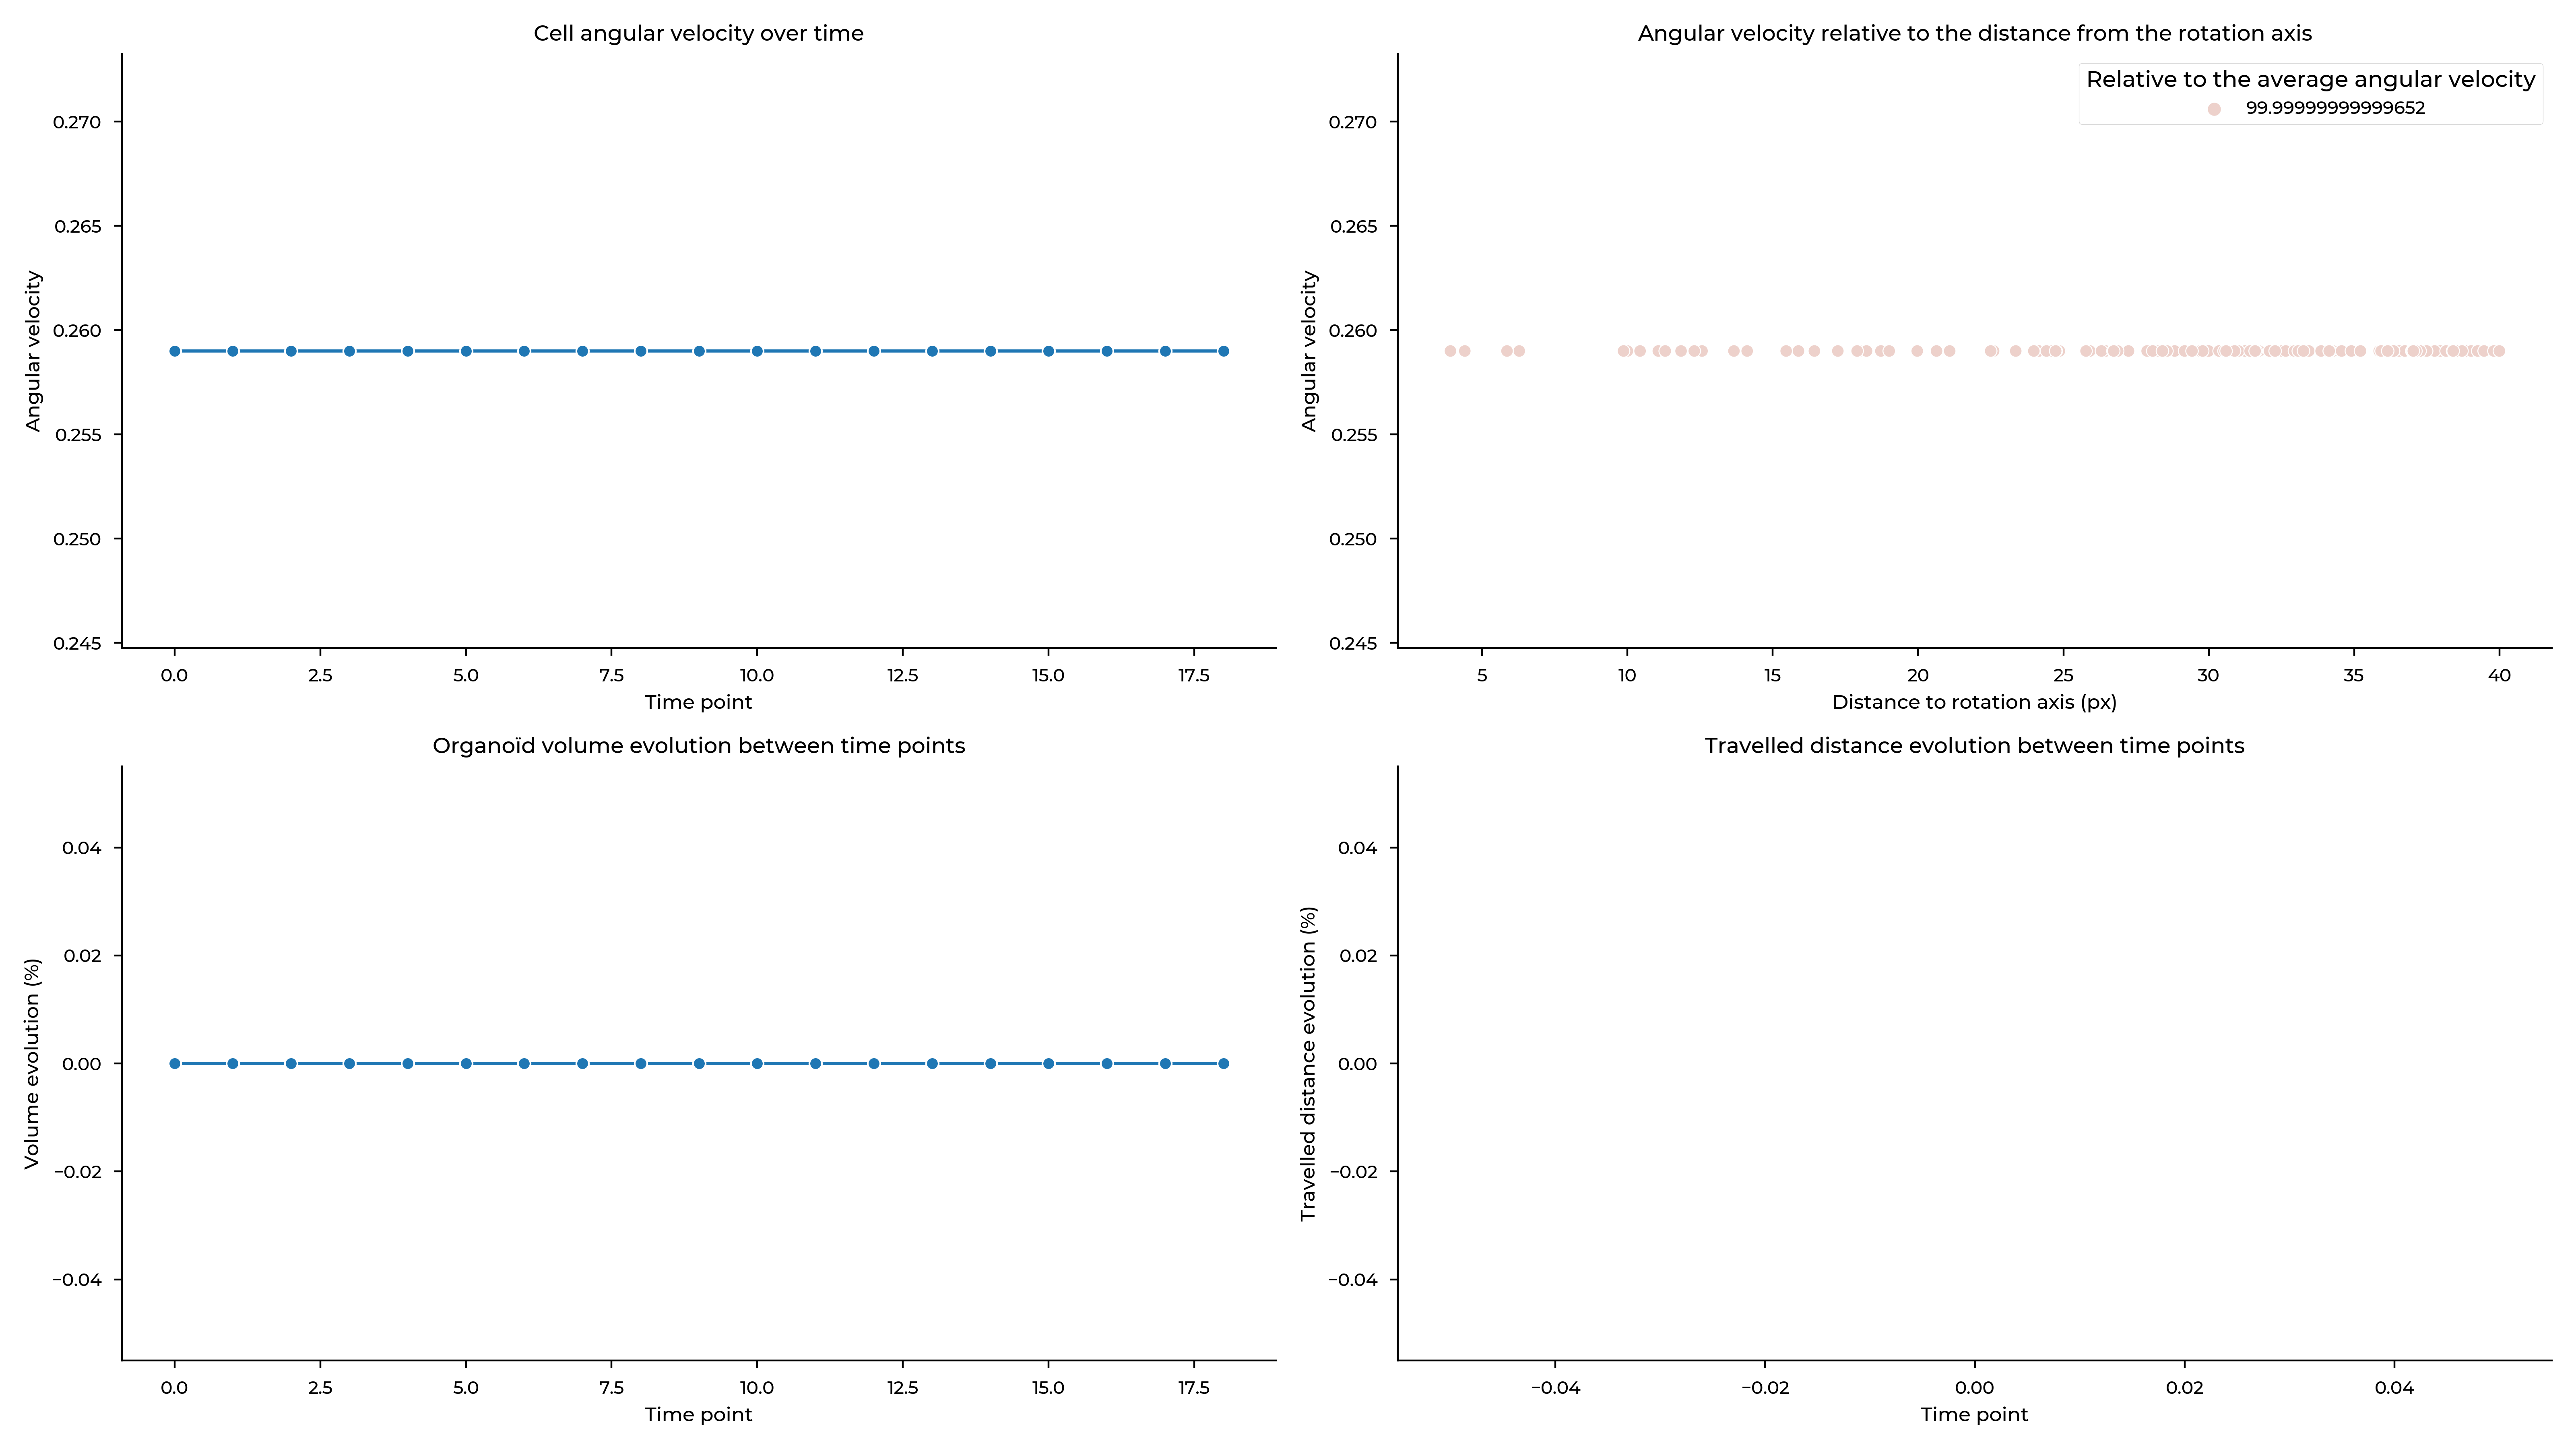 Cell angular velocity over time
Angular velocity
0.270
0.265
0.260
0.255
0.250
0.245
0.0 2.5 5.0 7.5 10.0 12.5 15.0 17.5
Time point
Angular velocity relative to the distance from the rotation axis
Relative to the average angular velocity
99.99999999999652
Angular velocity
0.270
0.265
0.260
0.255
0.250
0.245
5 10 15 20 25 30 35 40
Distance to rotation axis (px)
Organoïd volume evolution between time points
Volume evolution (%)
0.04
0.02
0.00
−0.02
−0.04
0.0 2.5 5.0 7.5 10.0 12.5 15.0 17.5
Time point
Travelled distance evolution between time points
Travelled distance evolution (%)
0.04
0.02
0.00
−0.02
−0.04
−0.04 −0.02 0.00 0.02 0.04
Time point